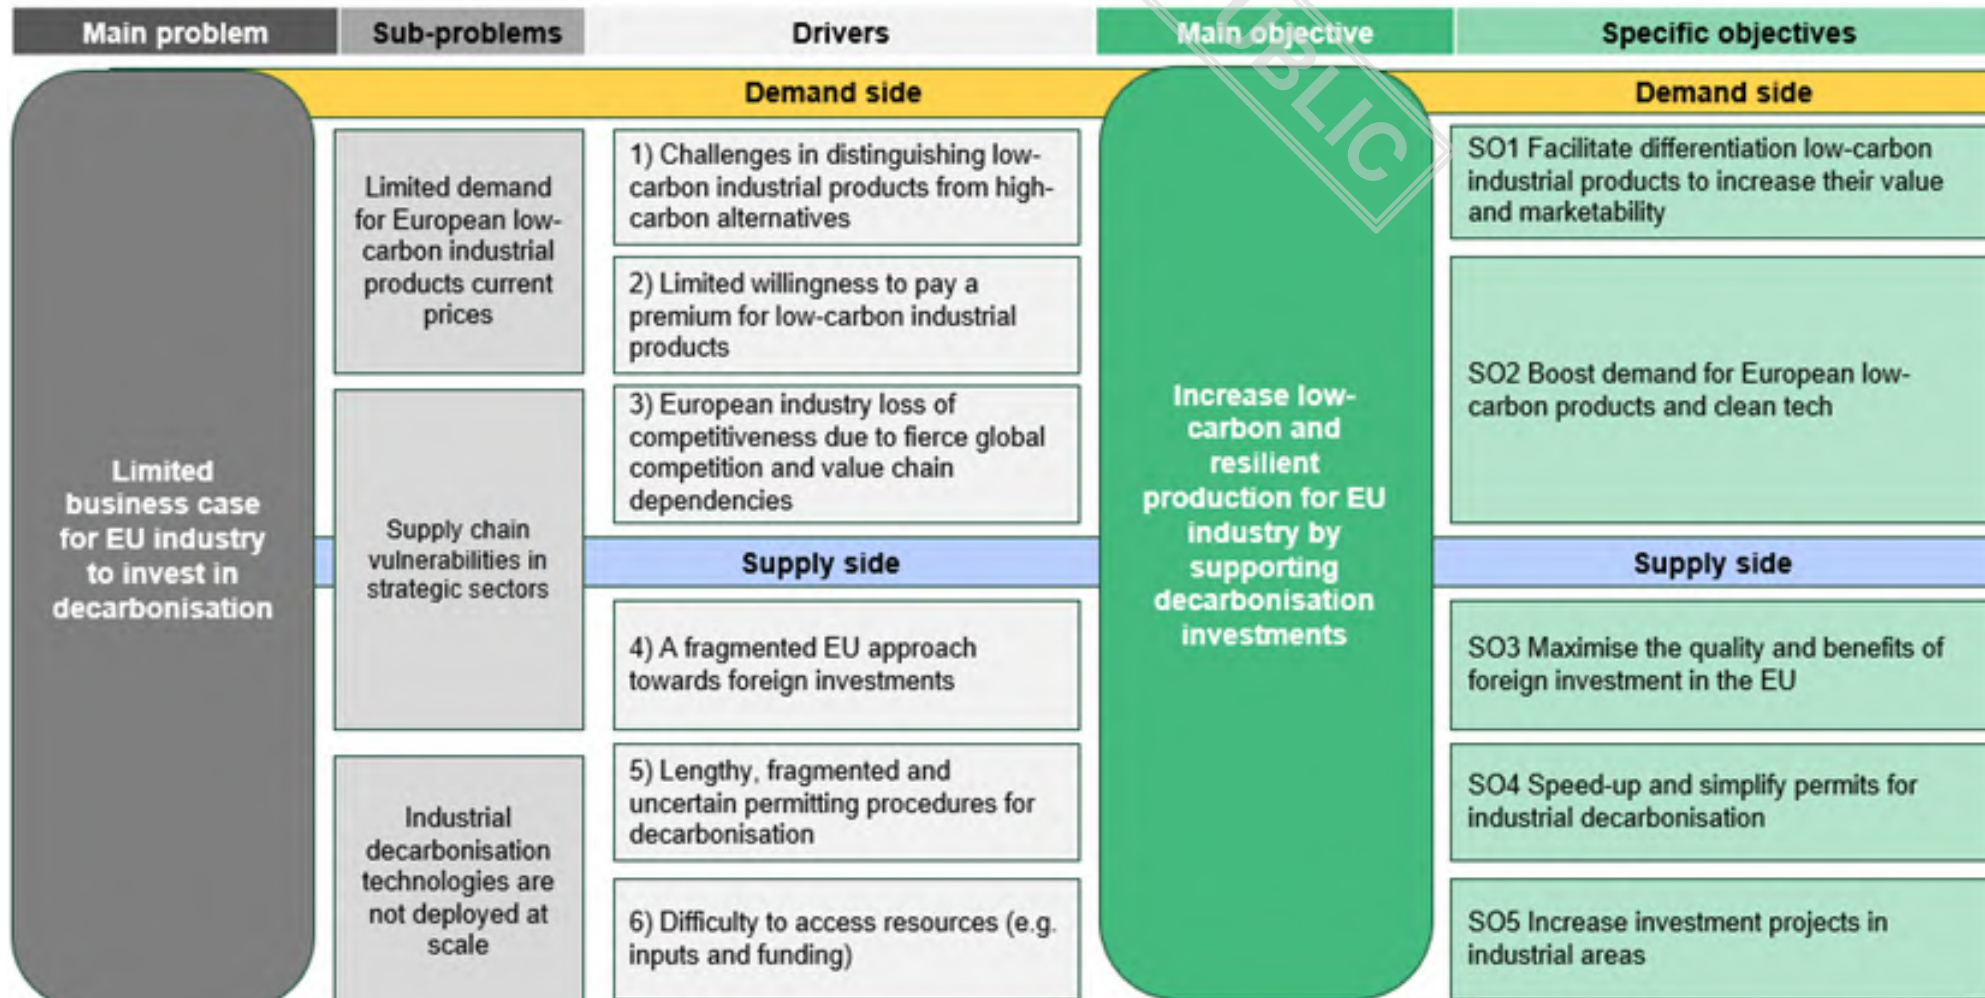 Main problem
Sub-problems
Drivers
Main objective
Specific objectives
Demand side
Demand side
Limited
business case
for EU industry
to invest in
decarbonisation
Limited demand
for European low-
carbon industrial
products current
prices
Supply chain
vulnerabilities in
strategic sectors
Industrial
decarbonisation
technologies are
not deployed at
scale
1) Challenges in distinguishing low-
carbon industrial products from high-
carbon alternatives
2) Limited willingness to pay a
premium for low-carbon industrial
products
3) European industry loss of
competitiveness due to fierce global
competition and value chain
dependencies
Supply side
4) A fragmented EU approach
towards foreign investments
5) Lengthy, fragmented and
uncertain permitting procedures for
decarbonisation
6) Difficulty to access resources (e.g.
inputs and funding)
Increase low-
carbon and
resilient
production for EU
industry by
supporting
decarbonisation
investments
SO1 Facilitate differentiation low-carbon
industrial products to increase their value
and marketability
SO2 Boost demand for European low-
carbon products and clean tech
Supply side
SO3 Maximise the quality and benefits of
foreign investment in the EU
SO4 Speed-up and simplify permits for
industrial decarbonisation
SO5 Increase investment projects in
industrial areas